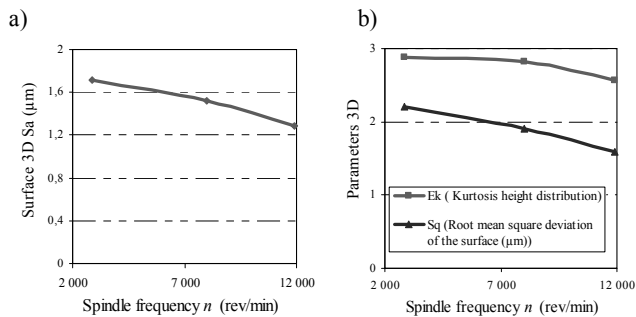 a)
2
1,6
1,2
0,8
0,4
0
Surface 3D Sa (µm)
2 000
7 000
12 000
Spindle frequency n (rev/min)
b)
3
2
1
0
Parameters 3D
Ek ( Kurtosis height distribution)
Sq (Root mean square deviation
of the surface (µm))
2 000
7 000
12 000
Spindle frequency n (rev/min)